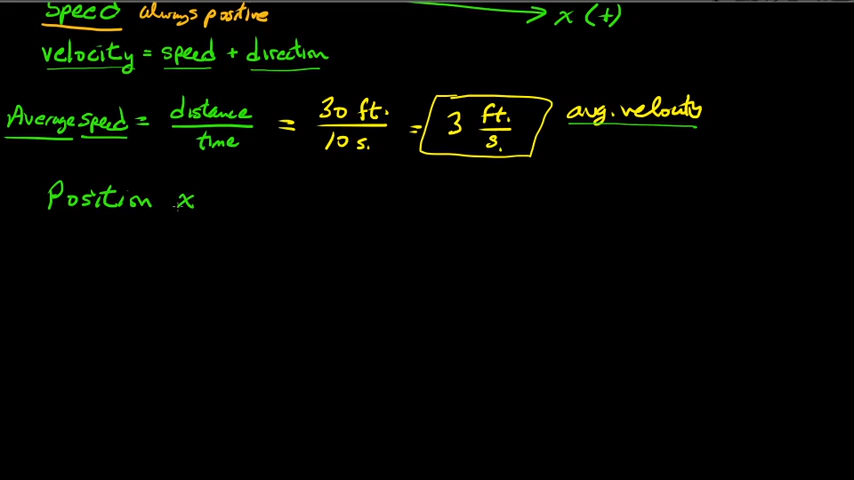 Speed always positive x (+)
velocity = speed + direction
Average speed = distance/time = 30 ft./10 s. = 3 ft./s. avg. velocity
Position x